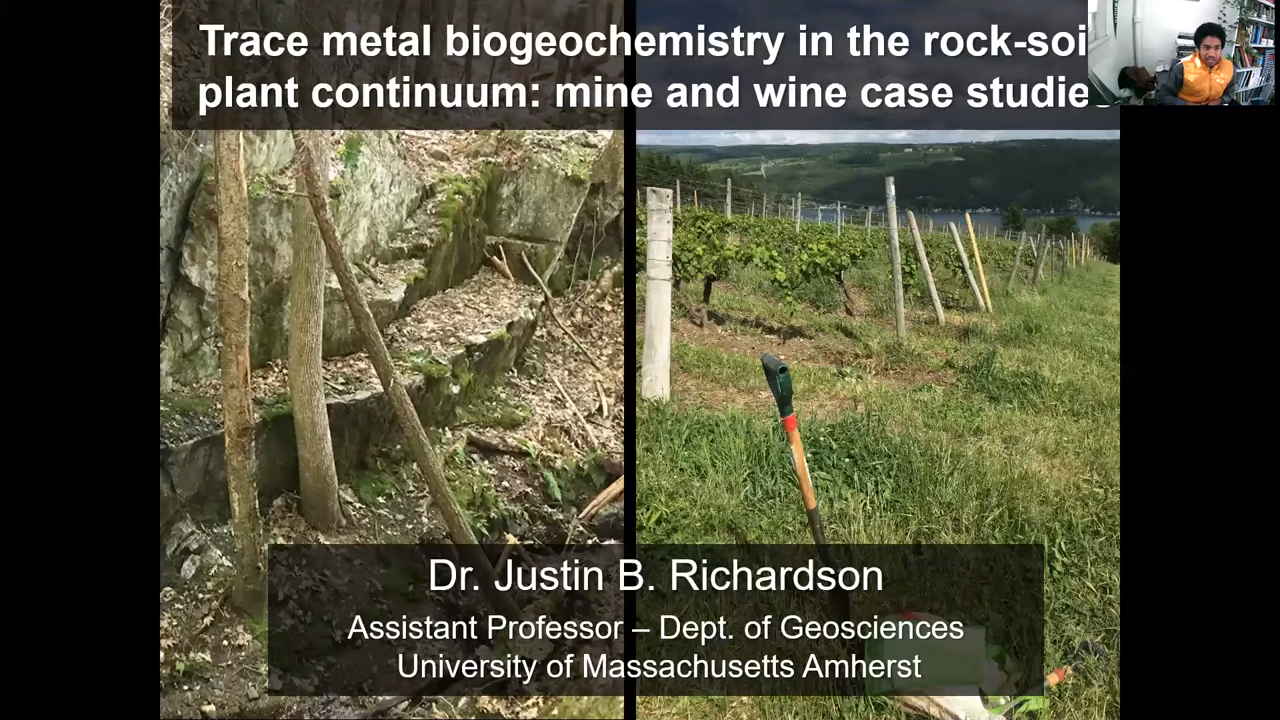 Trace metal biogeochemistry in the rock-soi
plant continuum: mine and wine case studies
Dr. Justin B. Richardson
Assistant Professor – Dept. of Geosciences
University of Massachusetts Amherst